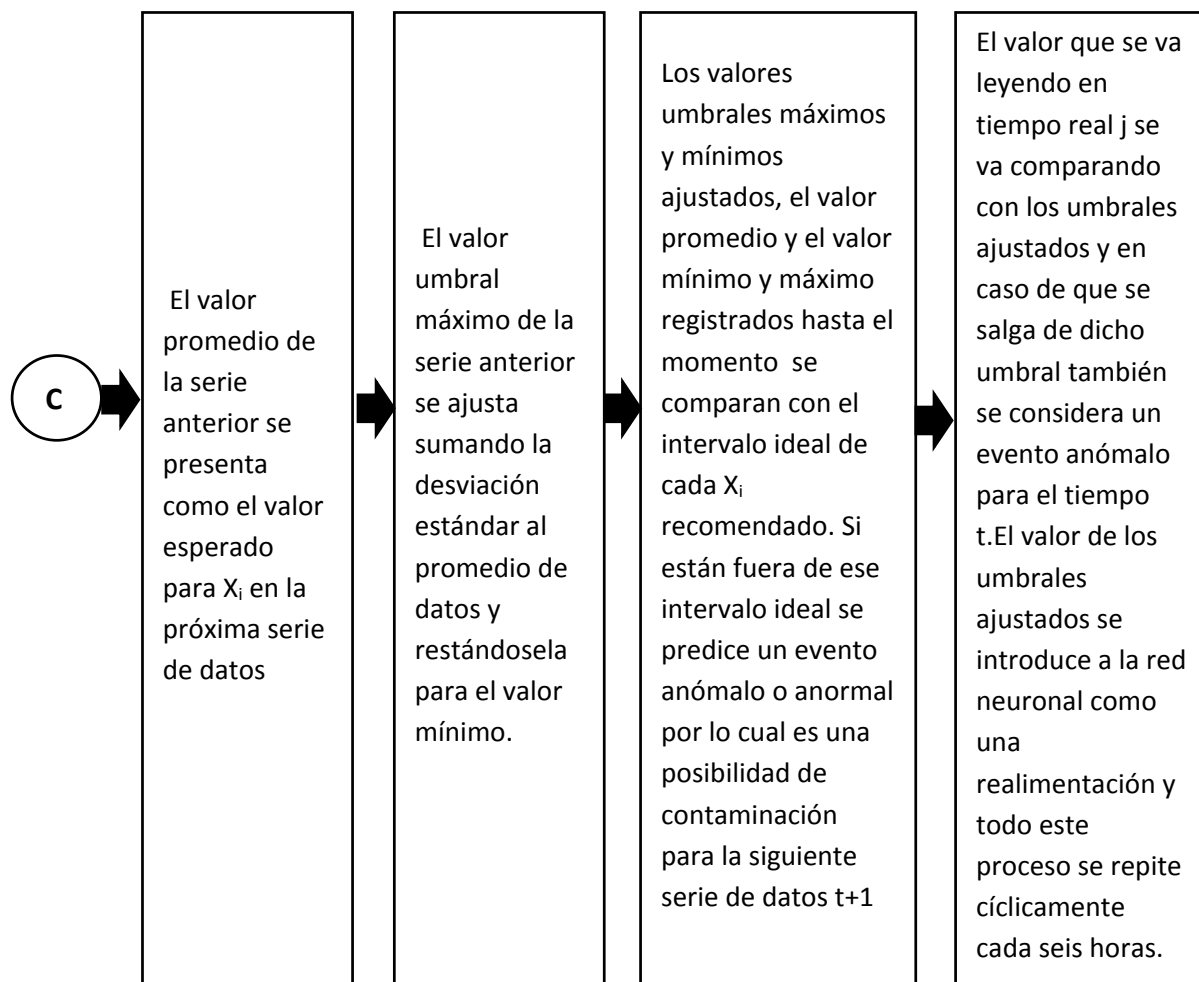 C
El valor
promedio de
la serie
anterior se
presenta
como el valor
esperado
para Xᵢ en la
próxima serie
de datos
El valor
umbral
máximo de la
serie anterior
se ajusta
sumando la
desviación
estándar al
promedio de
datos y
restándosela
para el valor
mínimo.
Los valores
umbrales máximos
y mínimos
ajustados, el valor
promedio y el valor
mínimo y máximo
registrados hasta el
momento se
comparan con el
intervalo ideal de
cada Xᵢ
recomendado. Si
están fuera de ese
intervalo ideal se
predice un evento
anómalo o anormal
por lo cual es una
posibilidad de
contaminación
para la siguiente
serie de datos t+1
El valor que se va
leyendo en
tiempo real j se
va comparando
con los umbrales
ajustados y en
caso de que se
salga de dicho
umbral también
se considera un
evento anómalo
para el tiempo
t.El valor de los
umbrales
ajustados se
introduce a la red
neuronal como
una
realimentación y
todo este
proceso se repite
cíclicamente
cada seis horas.